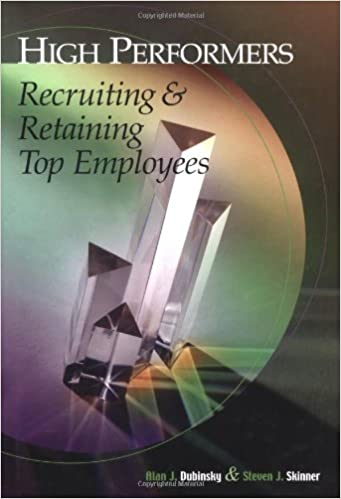 HIGH PERFORMERS
Recruiting &
Retaining
Top Employees
Alan J. Dubinsky & Steven J. Skinner